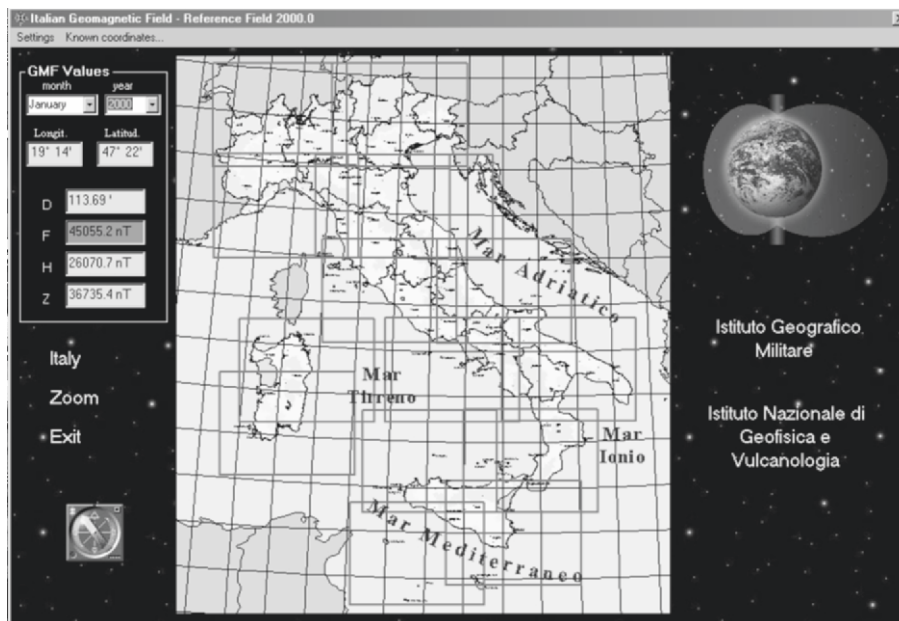 Italian Geomagnetic Field - Reference Field 2000.0
Settings Known coordinates...
GMF Values
month year
January 2000
Longit. Latitud.
19° 14' 47° 22'
D 113.69 '
F 45055.2 nT
H 26070.7 nT
Z 36735.4 nT
Italy
Zoom
Exit
Mar Adriatico
Mar
Threno
Mar
Ionio
Mar Mediterraneo
Istituto Geografico
Militare
Istituto Nazionale di
Geofisica e
Vulcanologia